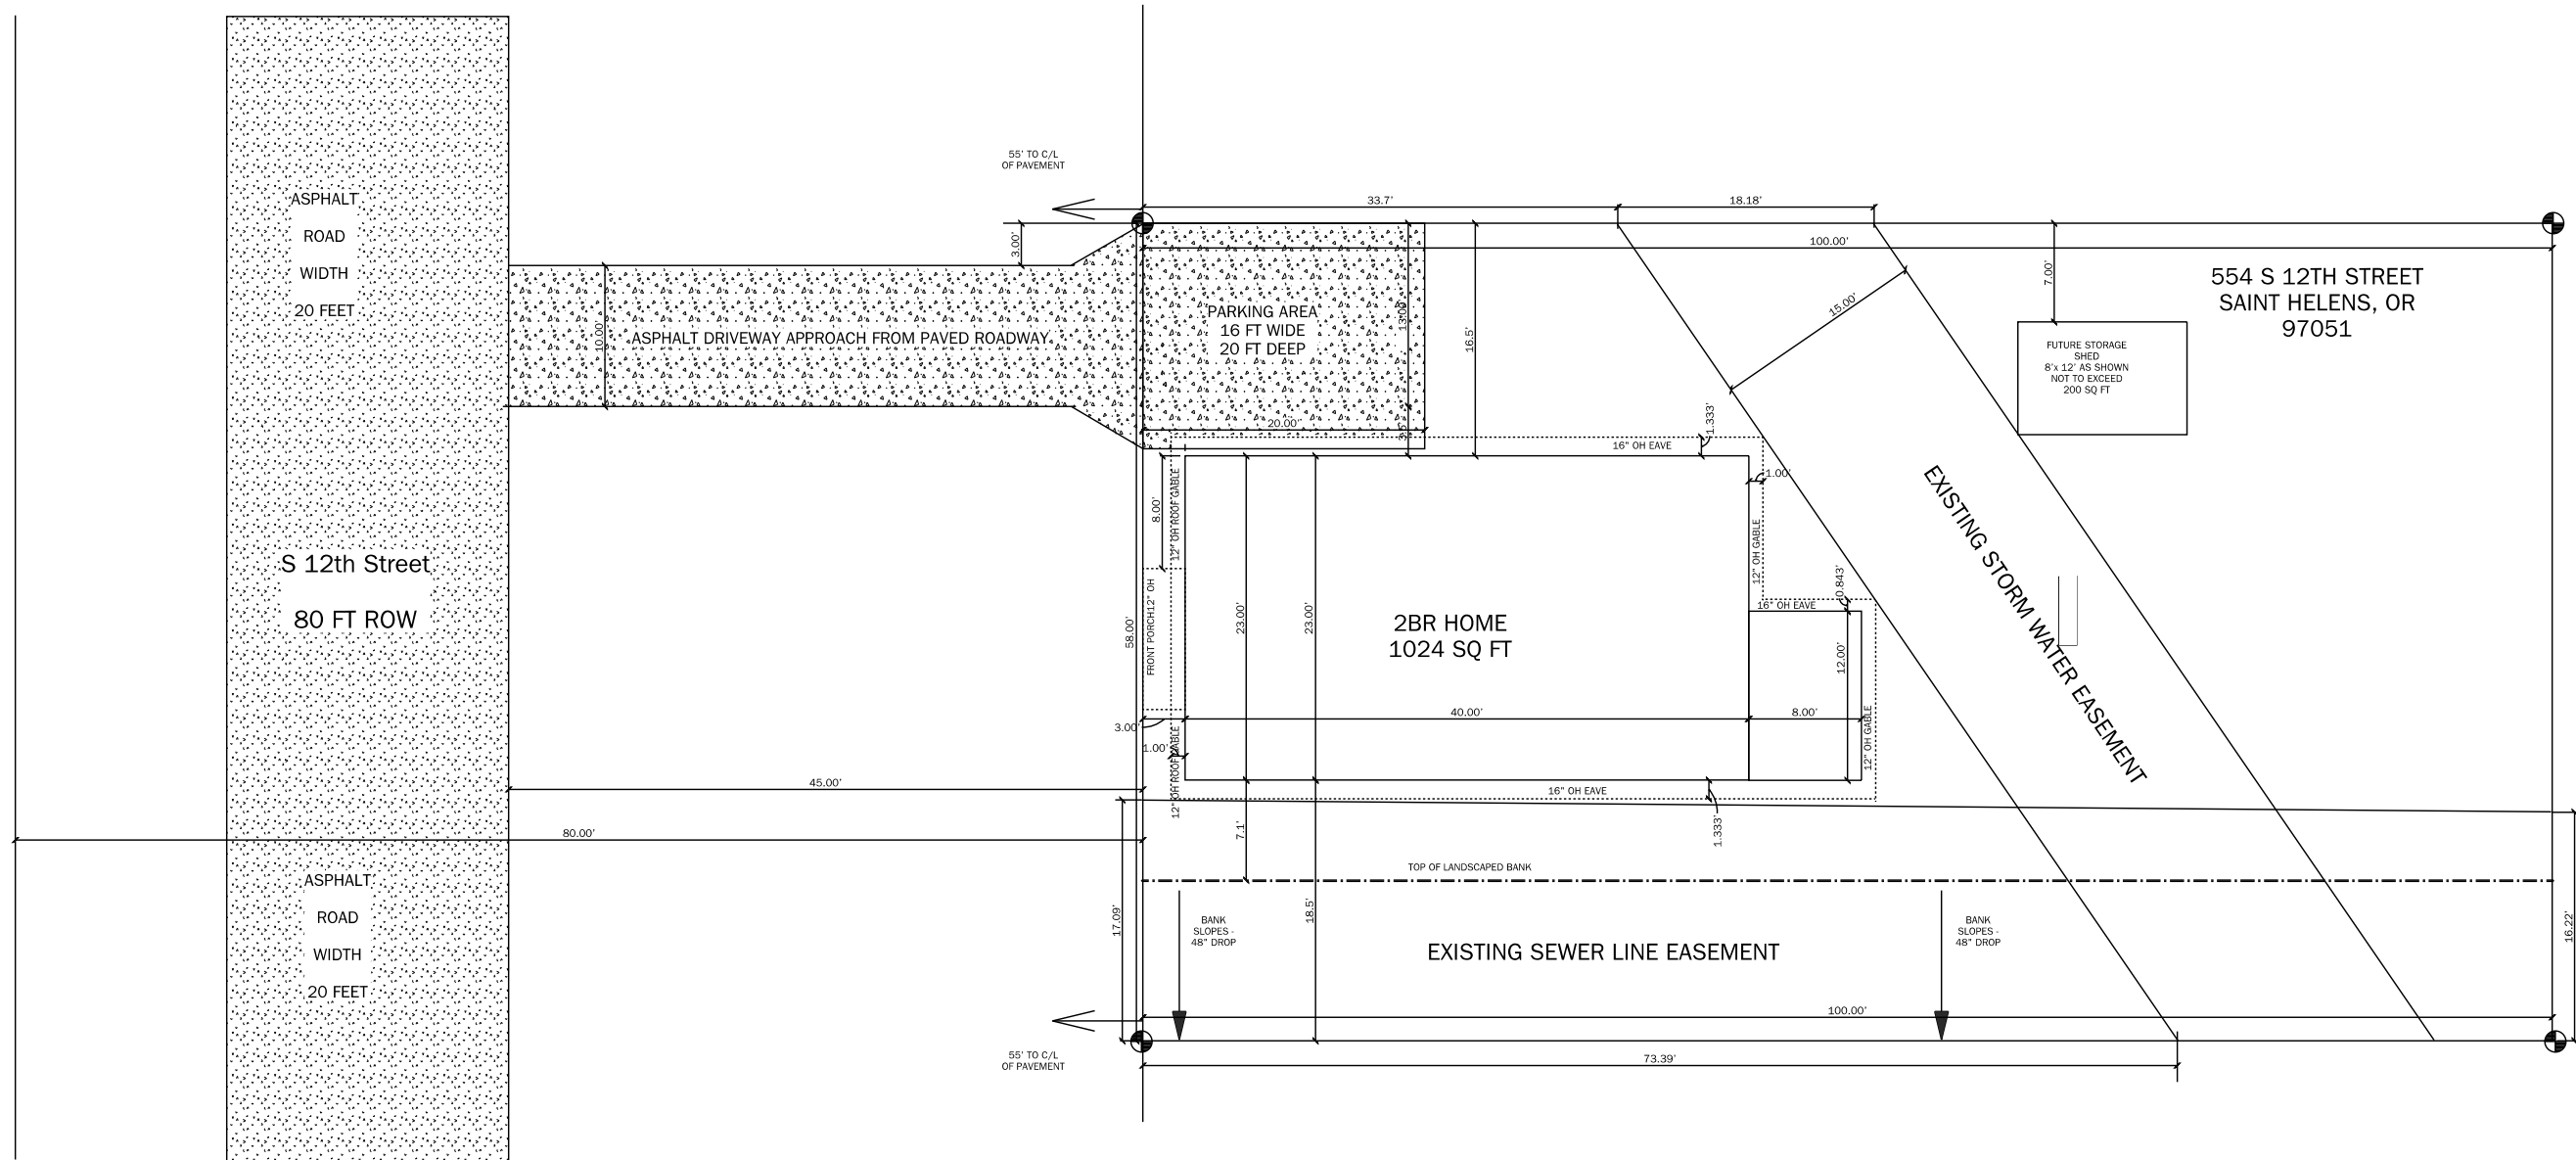 55' TO C/L
OF PAVEMENT
ASPHALT
ROAD
WIDTH
20 FEET
33.7'
18.18'
3.00'
100.00'
7.00'
554 S 12TH STREET
SAINT HELENS, OR
97051
10.00'
ASPHALT DRIVEWAY APPROACH FROM PAVED ROADWAY
PARKING AREA
16 FT WIDE
20 FT DEEP
13.00'
16.5'
15.00'
FUTURE STORAGE
SHED
8'x 12' AS SHOWN
NOT TO EXCEED
200 SQ FT
20.00'
3.5'
1.333'
16" OH EAVE
1.00'
8.00'
12" OH ROOF GABLE
12" OH GABLE
EXISTING STORM WATER EASEMENT
S 12th Street
80 FT ROW
58.00'
FRONT PORCH12" OH
23.00'
23.00'
2BR HOME
1024 SQ FT
0.843'
16" OH EAVE
12.00'
3.00'
40.00'
8.00'
12" OH GABLE
1.00'
12" OH ROOF GABLE
45.00'
16" OH EAVE
80.00'
7.1'
1.333'
TOP OF LANDSCAPED BANK
ASPHALT
ROAD
WIDTH
20 FEET
17.09'
BANK
SLOPES -
48" DROP
18.5'
EXISTING SEWER LINE EASEMENT
BANK
SLOPES -
48" DROP
16.22'
100.00'
55' TO C/L
OF PAVEMENT
73.39'